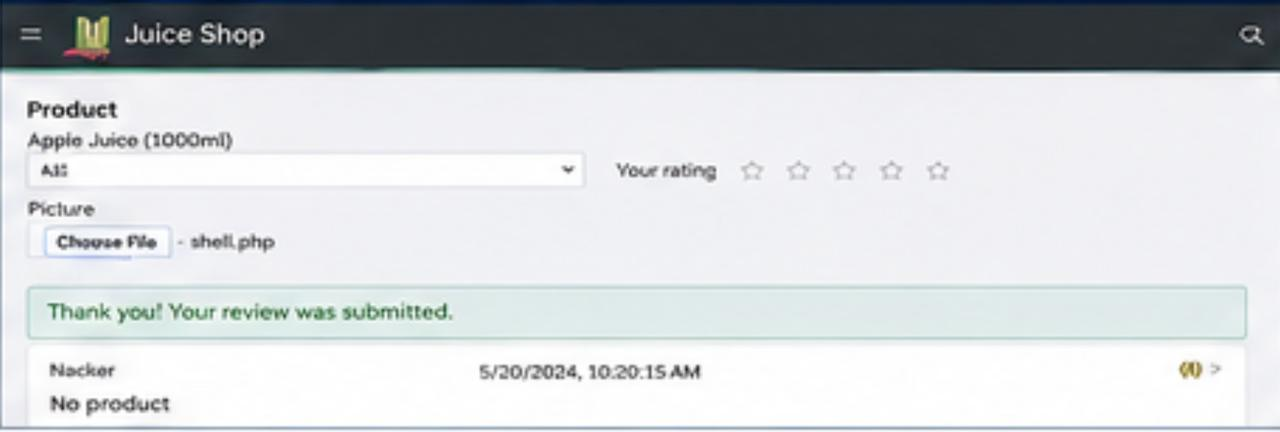 Juice Shop
Product
Apple Juice (1000ml)
Your rating
Picture
Choose File - shell.php
Thank you! Your review was submitted.
Nacker 5/20/2024, 10:20:15 AM
No product